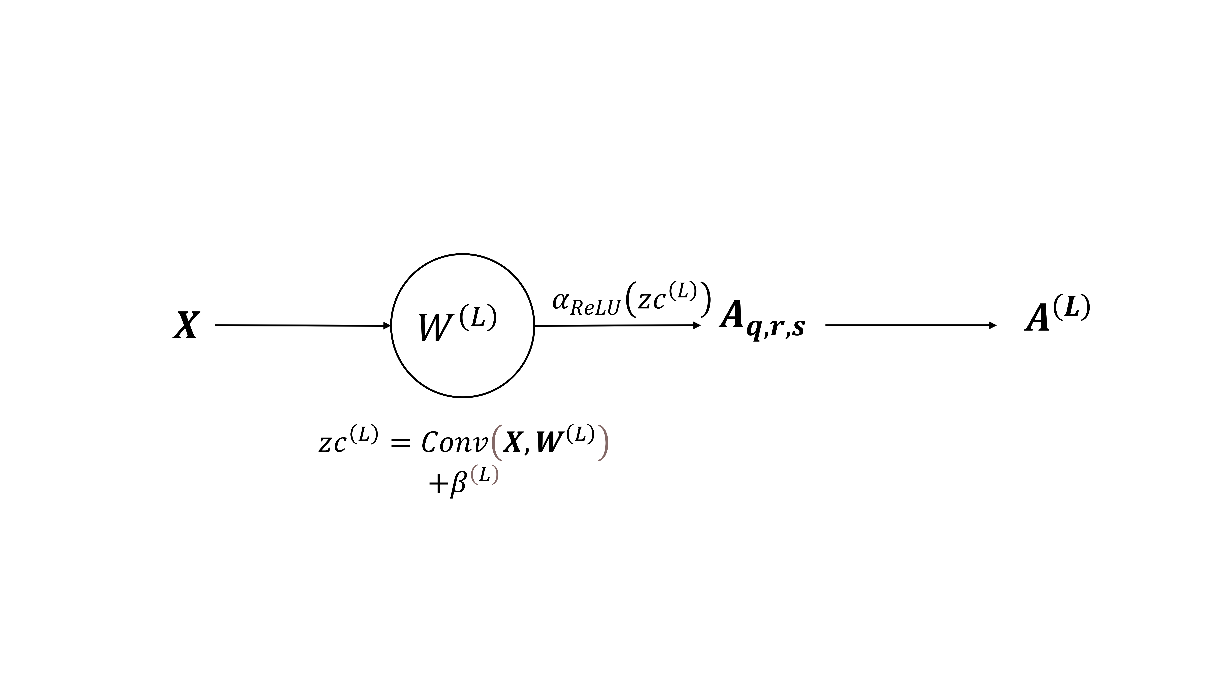 X
W^(L)
α_ReLU(zc^(L))
A_q,r,s
A^(L)
zc^(L) = Conv(X, W^(L))
+β^(L)